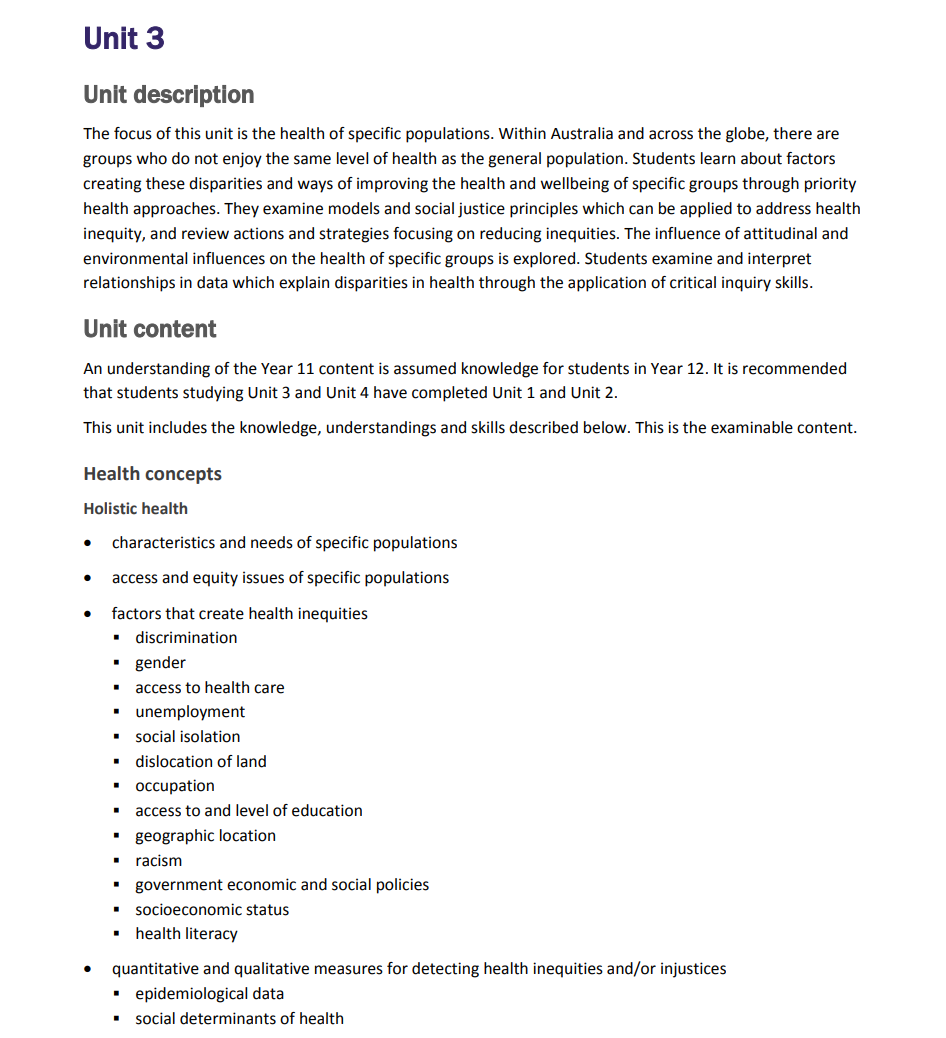 Unit 3
Unit description
The focus of this unit is the health of specific populations. Within Australia and across the globe, there are
groups who do not enjoy the same level of health as the general population. Students learn about factors
creating these disparities and ways of improving the health and wellbeing of specific groups through priority
health approaches. They examine models and social justice principles which can be applied to address health
inequity, and review actions and strategies focusing on reducing inequities. The influence of attitudinal and
environmental influences on the health of specific groups is explored. Students examine and interpret
relationships in data which explain disparities in health through the application of critical inquiry skills.
Unit content
An understanding of the Year 11 content is assumed knowledge for students in Year 12. It is recommended
that students studying Unit 3 and Unit 4 have completed Unit 1 and Unit 2.
This unit includes the knowledge, understandings and skills described below. This is the examinable content.
Health concepts
Holistic health
• characteristics and needs of specific populations
• access and equity issues of specific populations
• factors that create health inequities
▪ discrimination
▪ gender
▪ access to health care
▪ unemployment
▪ social isolation
▪ dislocation of land
▪ occupation
▪ access to and level of education
▪ geographic location
▪ racism
▪ government economic and social policies
▪ socioeconomic status
▪ health literacy
• quantitative and qualitative measures for detecting health inequities and/or injustices
▪ epidemiological data
▪ social determinants of health